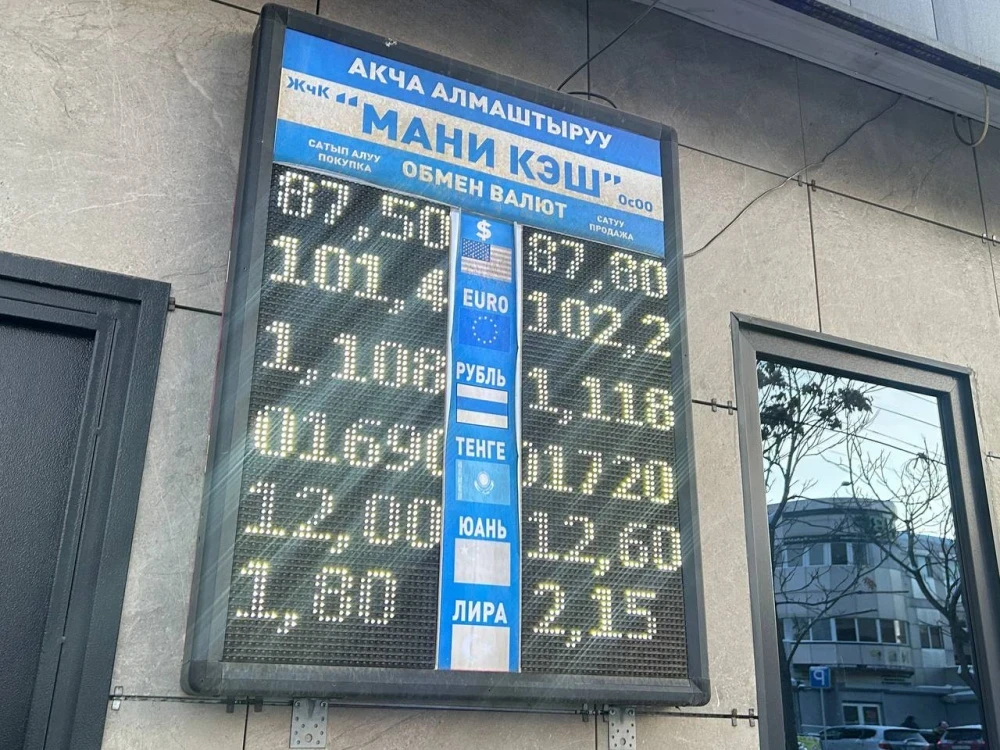 АКЧА АЛМАШТЫРУУ
ЖчК "МАНИ КЭШ" ОсОО
САТЫП АЛУУ
ПОКУПКА
ОБМЕН ВАЛЮТ
САТУУ
ПРОДАЖА
87,50 $ 87,80
101,4 EURO 102,2
1,108 РУБЛЬ 1,118
01690 ТЕНГЕ 01720
12,00 ЮАНЬ 12,60
1,80 ЛИРА 2,15
P